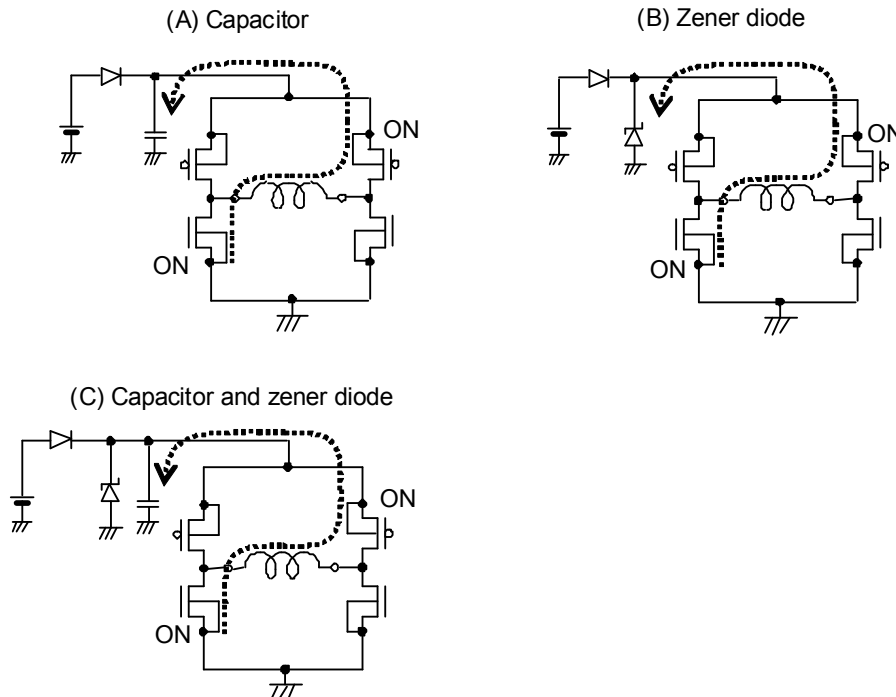 (A) Capacitor
ON
ON
(B) Zener diode
ON
ON
(C) Capacitor and zener diode
ON
ON